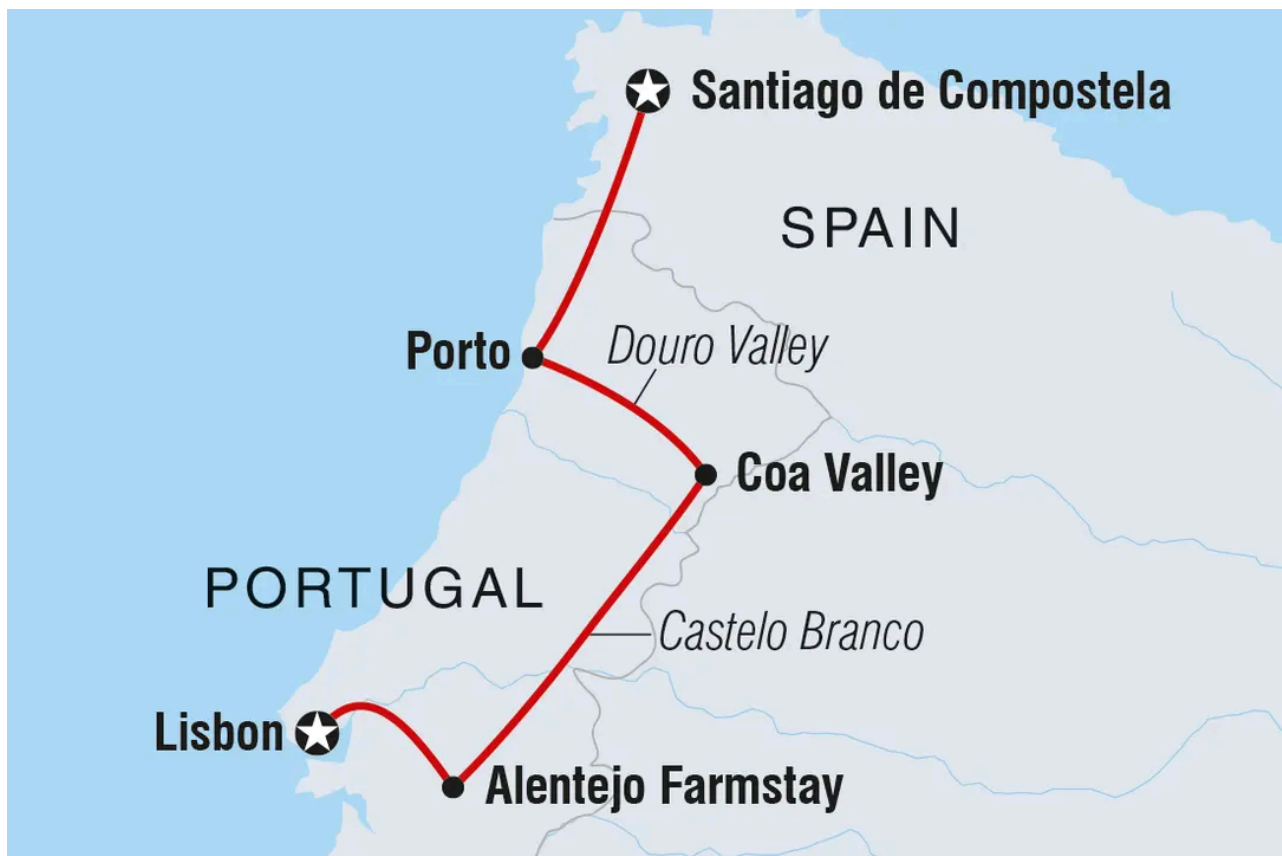 Santiago de Compostela
SPAIN
Porto
Douro Valley
Coa Valley
PORTUGAL
Castelo Branco
Lisbon
Alentejo Farmstay